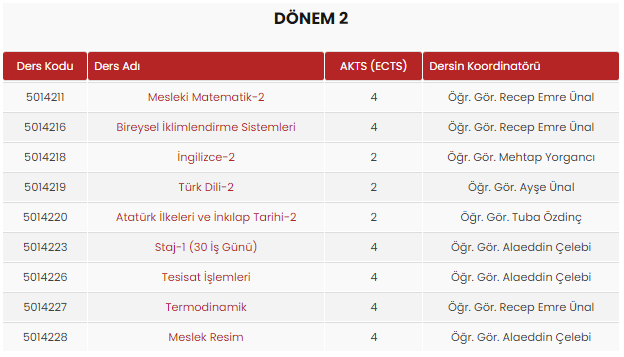 DÖNEM 2
Ders Kodu Ders Adı AKTS (ECTS) Dersin Koordinatörü
5014211 Mesleki Matematik-2 4 Öğr. Gör. Recep Emre Ünal
5014216 Bireysel İklimlendirme Sistemleri 4 Öğr. Gör. Recep Emre Ünal
5014218 İngilizce-2 2 Öğr. Gör. Mehtap Yorgancı
5014219 Türk Dili-2 2 Öğr. Gör. Ayşe Ünal
5014220 Atatürk İlkeleri ve İnkılap Tarihi-2 2 Öğr. Gör. Tuba Özdinç
5014223 Staj-1 (30 İş Günü) 4 Öğr. Gör. Alaeddin Çelebi
5014226 Tesisat İşlemleri 4 Öğr. Gör. Alaeddin Çelebi
5014227 Termodinamik 4 Öğr. Gör. Recep Emre Ünal
5014228 Meslek Resim 4 Öğr. Gör. Alaeddin Çelebi